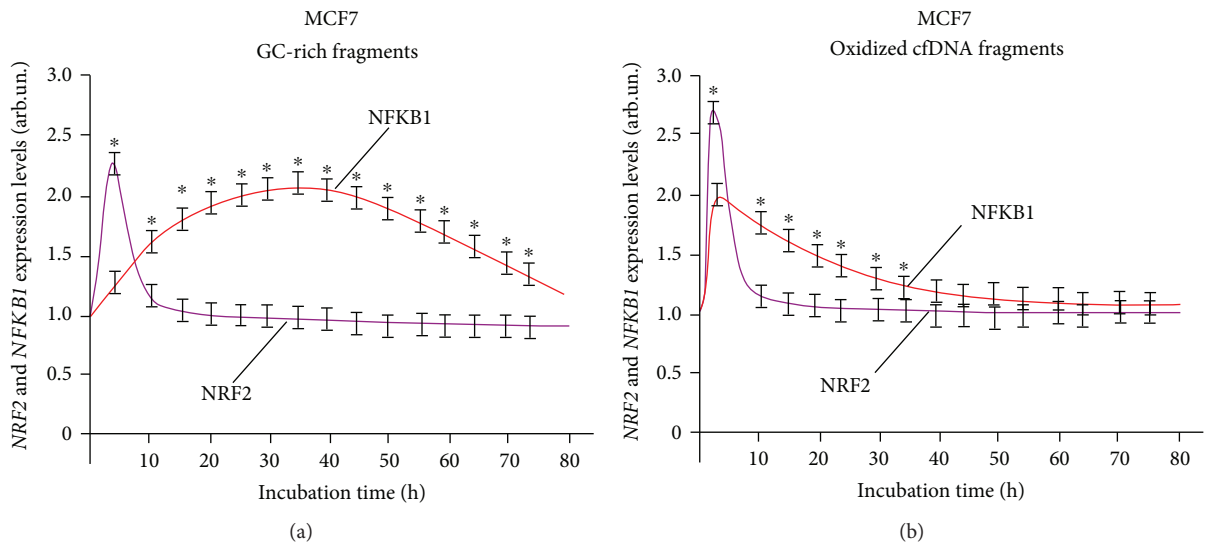 MCF7
GC-rich fragments
NRF2 and NFKB1 expression levels (arb.un.)
3.0
2.5
2.0
1.5
1.0
0.5
0
* * * * * * * * * * * * * * *
NFKB1
NRF2
10 20 30 40 50 60 70 80
Incubation time (h)
(a)
MCF7
Oxidized cfDNA fragments
NRF2 and NFKB1 expression levels (arb.un.)
3.0
2.5
2.0
1.5
1.0
0.5
0
* * * * * * *
NFKB1
NRF2
10 20 30 40 50 60 70 80
Incubation time (h)
(b)